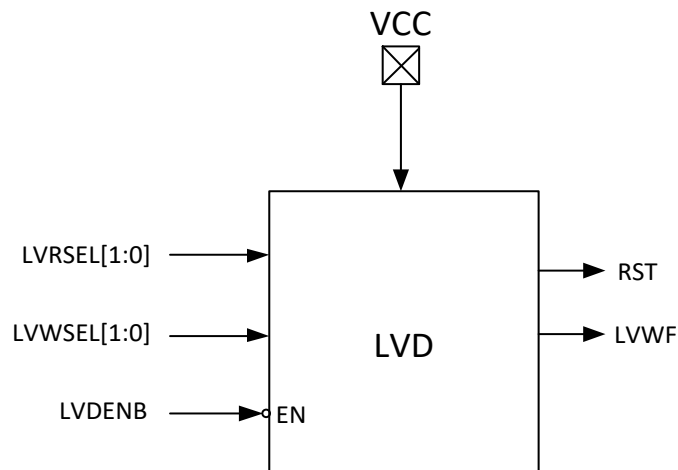 VCC
LVRSEL[1:0]
RST
LVWSEL[1:0]
LVD
LVWF
LVDENB
EN